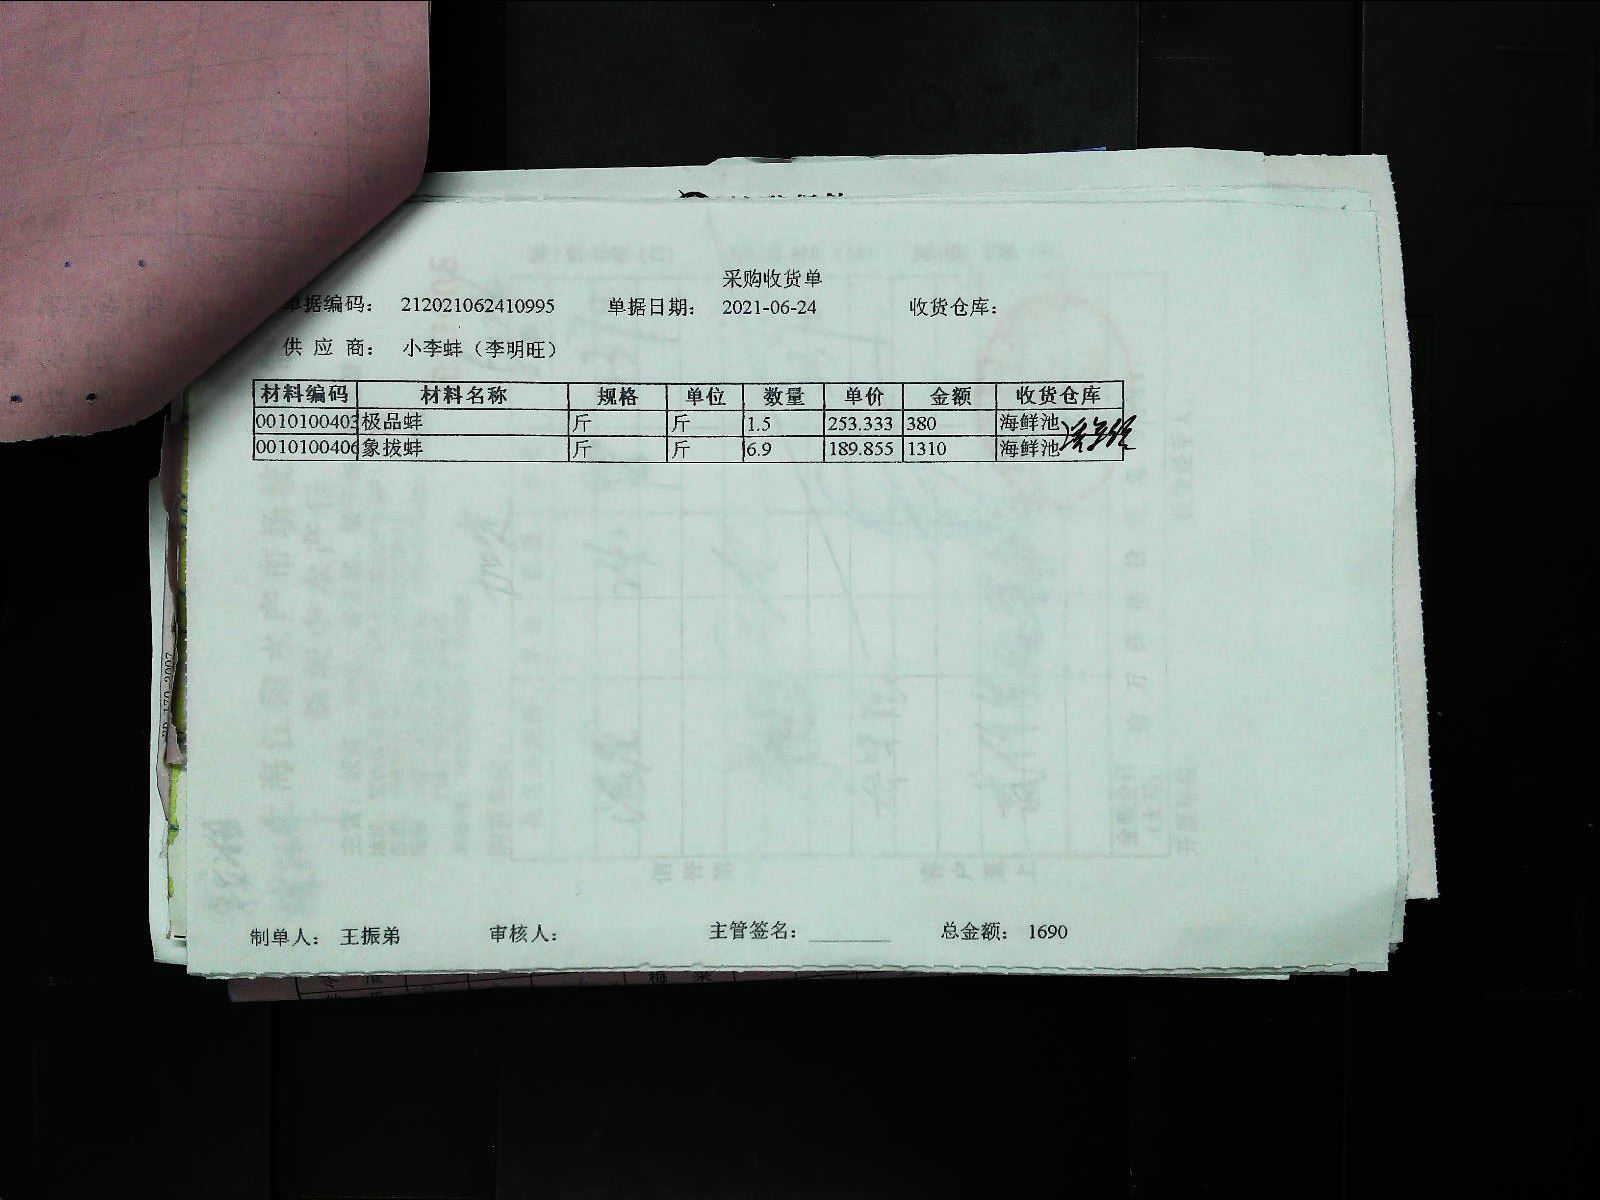 采购收货单
单据编码： 212021062410995 单据日期： 2021-06-24 收货仓库：
供 应 商： 小李蚌（李明旺）
材料编码 材料名称 规格 单位 数量 单价 金额 收货仓库
0010100403 极品蚌 斤 斤 1.5 253.333 380 海鲜池
0010100406 象拔蚌 斤 斤 6.9 189.855 1310 海鲜池
制单人： 王振弟 审核人： 主管签名： 总金额： 1690